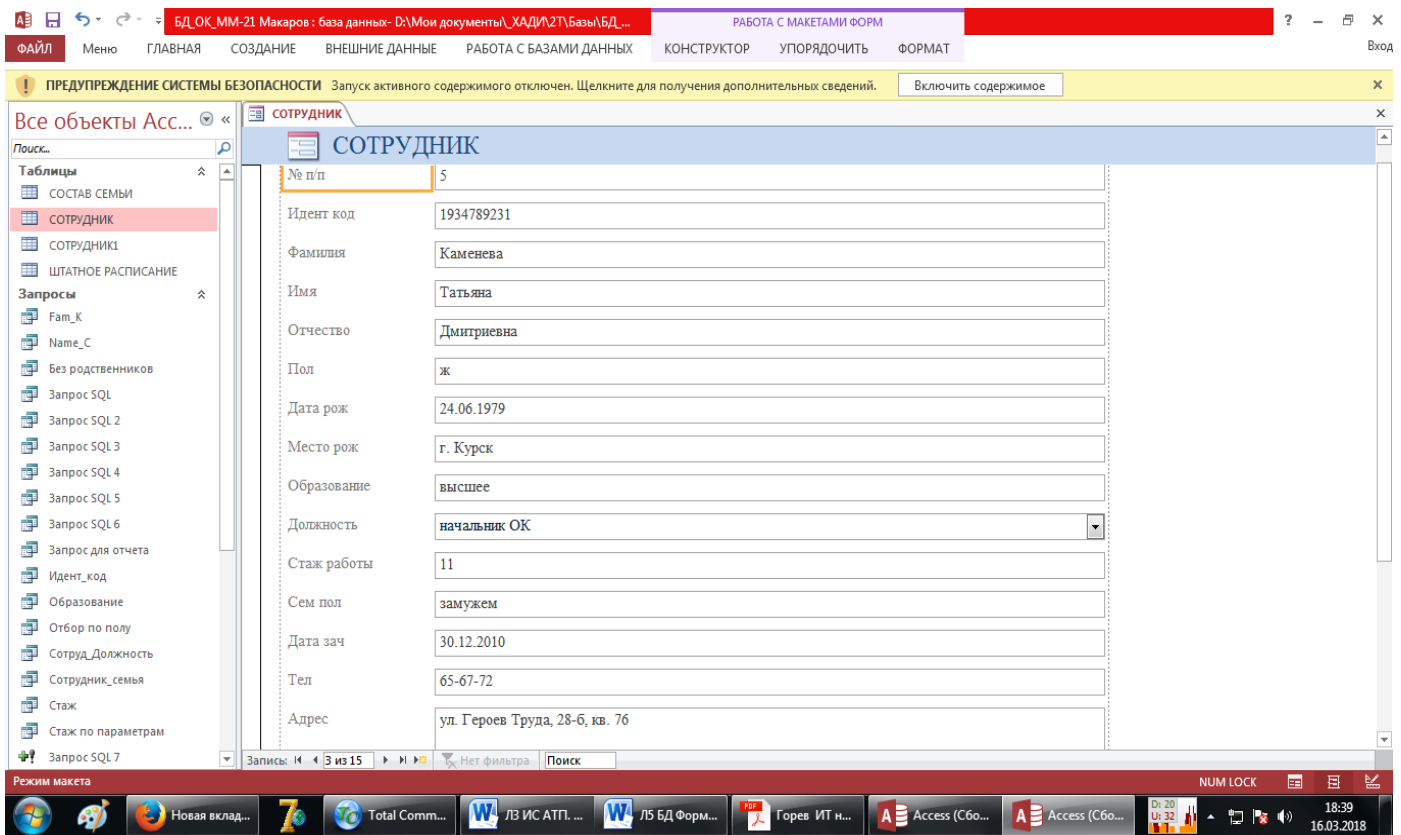 БД_ОК_ММ-21 Макаров : база данных- D:\Мои документы\_ХАДИ\2Т\Базы\БД_...
РАБОТА С МАКЕТАМИ ФОРМ
?
ФАЙЛ Меню ГЛАВНАЯ СОЗДАНИЕ ВНЕШНИЕ ДАННЫЕ РАБОТА С БАЗАМИ ДАННЫХ КОНСТРУКТОР УПОРЯДОЧИТЬ ФОРМАТ Вход
ПРЕДУПРЕЖДЕНИЕ СИСТЕМЫ БЕЗОПАСНОСТИ Запуск активного содержимого отключен. Щелкните для получения дополнительных сведений. Включить содержимое
Все объекты Acc... «
Поиск...
Таблицы
СОСТАВ СЕМЬИ
СОТРУДНИК
СОТРУДНИК1
ШТАТНОЕ РАСПИСАНИЕ
Запросы
Fam_K
Name_C
Без родственников
Запрос SQL
Запрос SQL 2
Запрос SQL 3
Запрос SQL 4
Запрос SQL 5
Запрос SQL 6
Запрос для отчета
Идент_код
Образование
Отбор по полу
Сотруд_Должность
Сотрудник_семья
Стаж
Стаж по параметрам
Запрос SQL 7
СОТРУДНИК
СОТРУДНИК
№ п/п 5
Идент код 1934789231
Фамилия Каменева
Имя Татьяна
Отчество Дмитриевна
Пол ж
Дата рож 24.06.1979
Место рож г. Курск
Образование высшее
Должность начальник ОК
Стаж работы 11
Сем пол замужем
Дата зач 30.12.2010
Тел 65-67-72
Адрес ул. Героев Труда, 28-б, кв. 76
Запись: 3 из 15 Нет фильтра Поиск
Режим макета NUM LOCK
Новая вклад... Total Comm... ЛЗ ИС АТП. ... Л5 БД Форм... Горев ИТ н... Access (Сбо... Access (Сбо...
D: 20
U: 32
18:39
16.03.2018